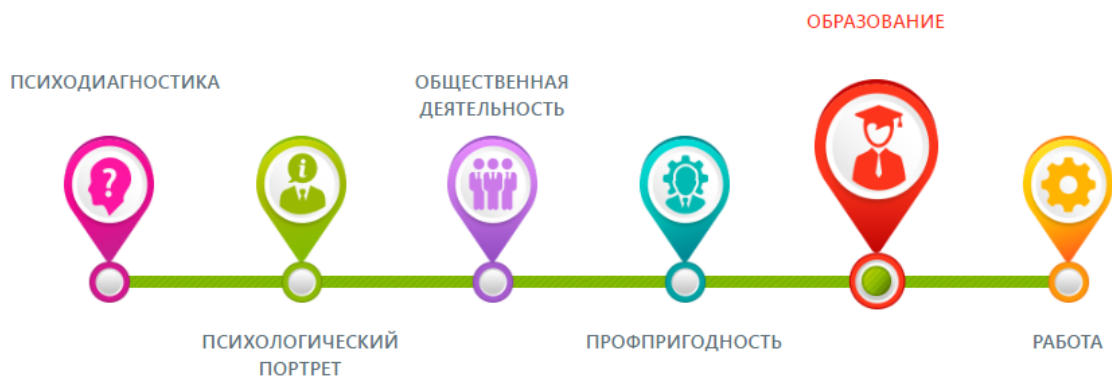 ОБРАЗОВАНИЕ
ПСИХОДИАГНОСТИКА
ОБЩЕСТВЕННАЯ
ДЕЯТЕЛЬНОСТЬ
ПСИХОЛОГИЧЕСКИЙ
ПОРТРЕТ
ПРОФПРИГОДНОСТЬ
РАБОТА